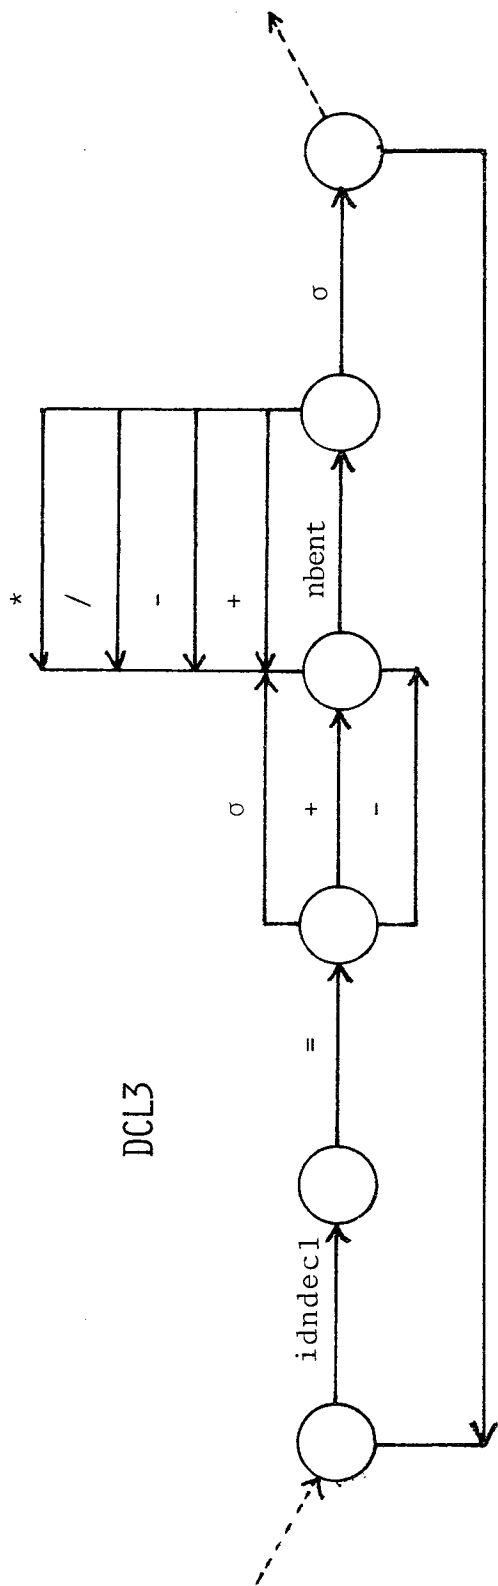 DCL3
*
/
-
+
σ
+
-
idndecl
=
nbent
σ